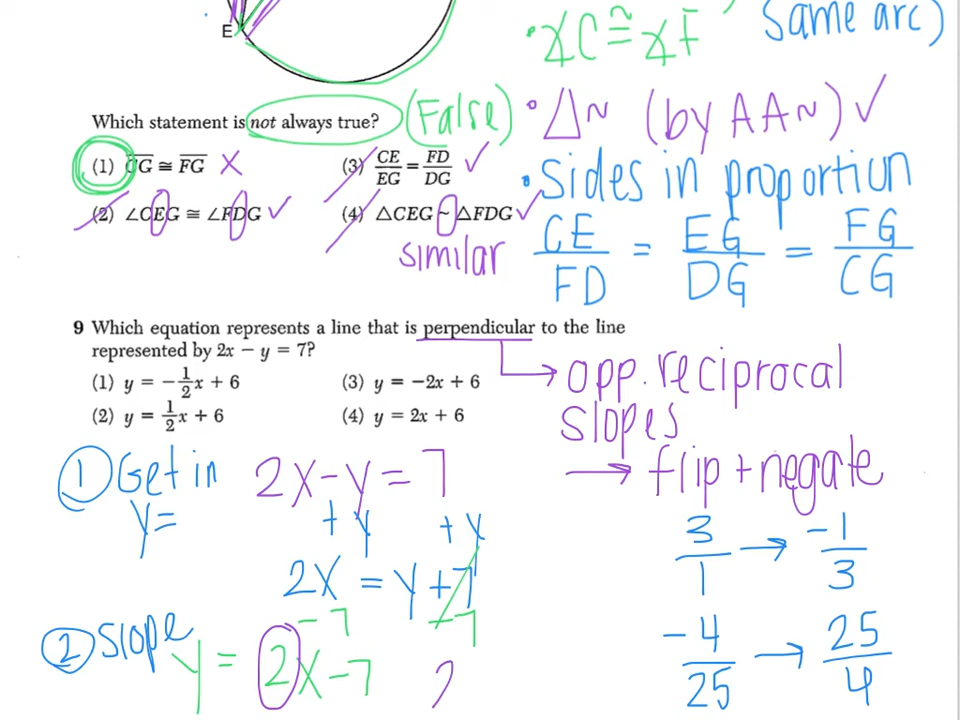 E
∡C ≅ ∡F
Same arc)
Which statement is not always true?
(False)
• △~ (by AA~) ✓
(1) CG ≅ FG X
(3) CE/EG = FD/DG ✓
• Sides in proportion
(2) ∠CEG ≅ ∠FDG ✓
(4) △CEG ~ △FDG ✓
similar
CE/FD = EG/DG = FG/CG
9 Which equation represents a line that is perpendicular to the line
represented by 2x − y = 7?
(1) y = −1/2x + 6
(3) y = −2x + 6
(2) y = 1/2x + 6
(4) y = 2x + 6
→ opp. reciprocal
slopes
→ flip + negate
① Get in
y=
2x − y = 7
+ y + y
2x = y + 7
− 7 − 7
② Slope
y = 2x − 7
2
3/1 → −1/3
−4/25 → 25/4